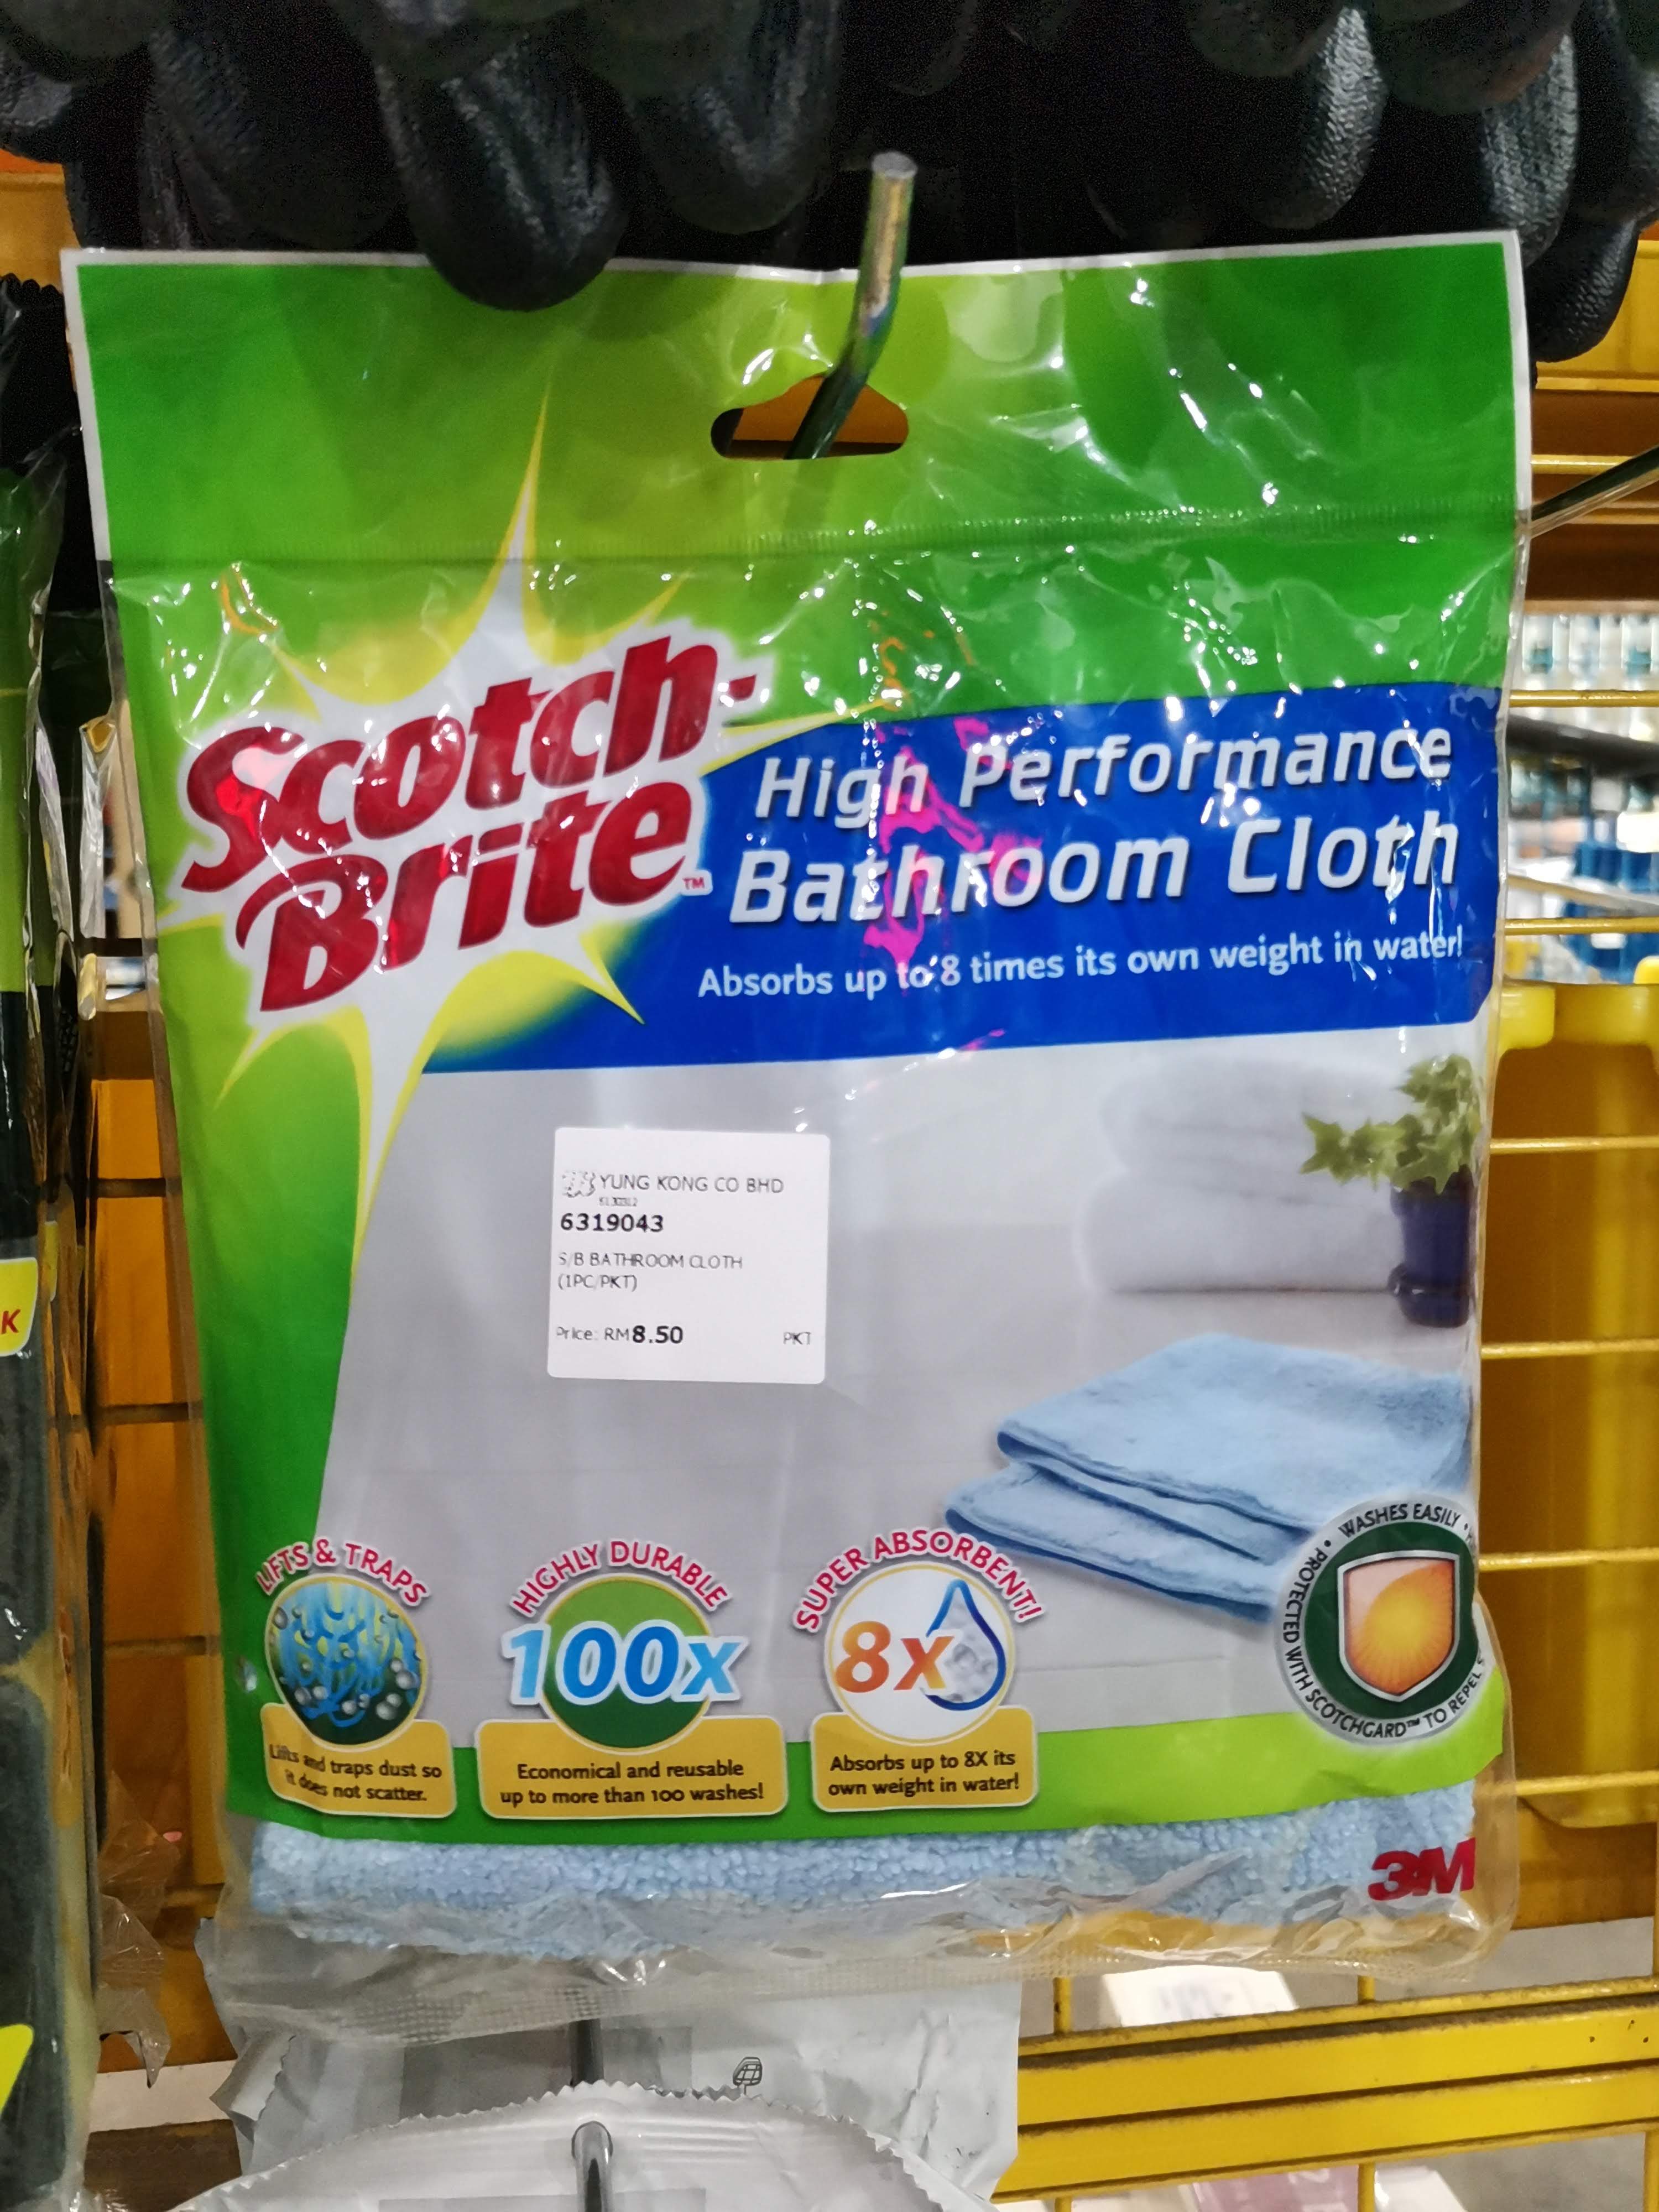 Scotch-
Brite™
High Performance
Bathroom Cloth
Absorbs up to 8 times its own weight in water!
YUNG KONG CO BHD
6319043
S/B BATHROOM CLOTH
(1PC/PKT)
Price: RM8.50 PKT
LIFTS & TRAPS
Lifts and traps dust so
it does not scatter.
HIGHLY DURABLE
100x
Economical and reusable
up to more than 100 washes!
SUPER ABSORBENT!
8x
Absorbs up to 8X its
own weight in water!
WASHES EASILY •
• PROTECTED WITH SCOTCHGARD™ TO REPEL
3M
K